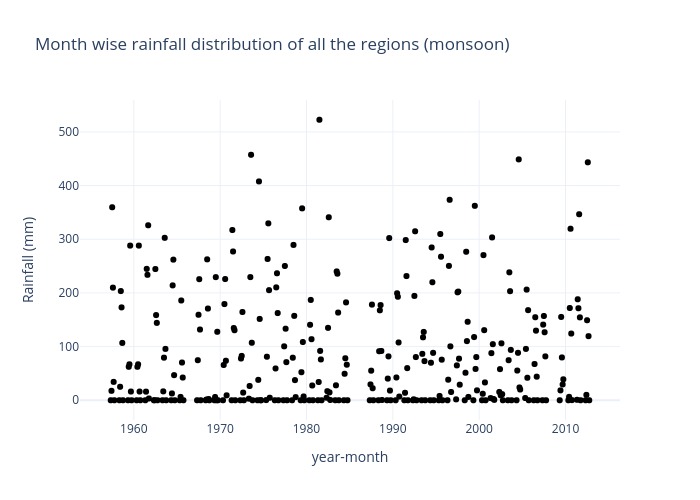 Month wise rainfall distribution of all the regions (monsoon)
500
400
300
200
100
0
Rainfall (mm)
1960 1970 1980 1990 2000 2010
year-month